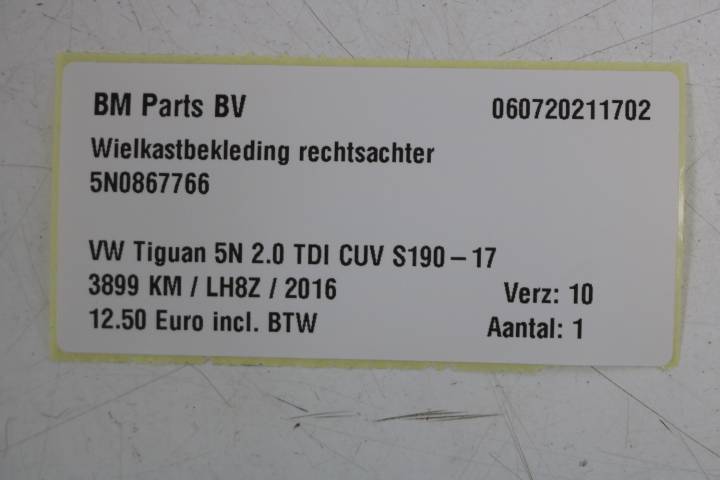 BM Parts BV 060720211702
Wielkastbekleding rechtsachter
5N0867766
VW Tiguan 5N 2.0 TDI CUV S190 – 17
3899 KM / LH8Z / 2016 Verz: 10
12.50 Euro incl. BTW Aantal: 1